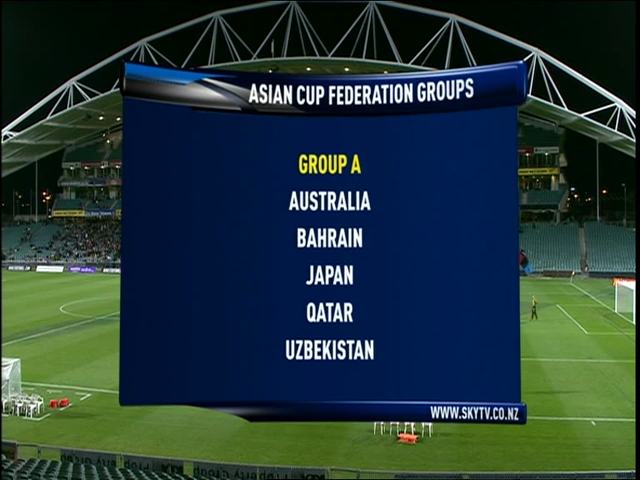 ASIAN CUP FEDERATION GROUPS
GROUP A
AUSTRALIA
BAHRAIN
JAPAN
QATAR
UZBEKISTAN
WWW.SKYTV.CO.NZ